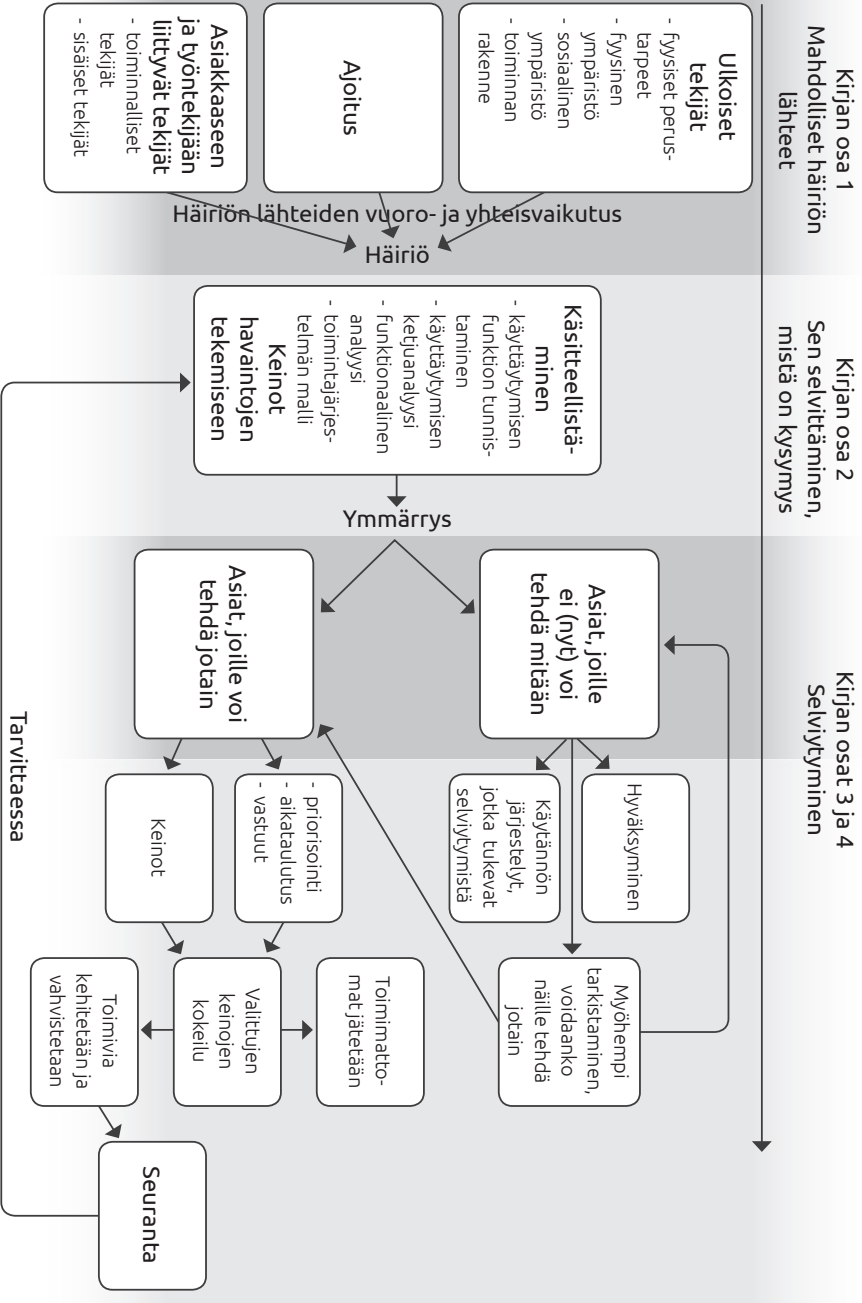 Kirjan osa 1
Mahdolliset häiriön
lähteet
Ulkoiset
tekijät
- fyysiset perus-
tarpeet
- fyysinen
ympäristö
- sosiaalinen
ympäristö
- toiminnan
rakenne
Ajoitus
Asiakkaaseen
ja työntekijään
liittyvät tekijät
- toiminnalliset
tekijät
- sisäiset tekijät
Häiriön lähteiden vuoro- ja yhteisvaikutus
Häiriö
Kirjan osa 2
Sen selvittäminen,
mistä on kysymys
Käsitteellistä-
minen
- käyttäytymisen
funktion tunnis-
taminen
- käyttäytymisen
ketjuanalyysi
- funktionaalinen
analyysi
- toimintajärjes-
telmän malli
Keinot
havaintojen
tekemiseen
Ymmärrys
Kirjan osat 3 ja 4
Selviytyminen
Asiat, joille
ei (nyt) voi
tehdä mitään
Asiat, joille voi
tehdä jotain
Hyväksyminen
Käytännön
järjestelyt,
jotka tukevat
selviytymistä
Myöhempi
tarkistaminen,
voidaanko
näille tehdä
jotain
- priorisointi
- aikataulutus
- vastuut
Keinot
Toimimatto-
mat jätetään
Valittujen
keinojen
kokeilu
Toimivia
kehitetään ja
vahvistetaan
Seuranta
Tarvittaessa